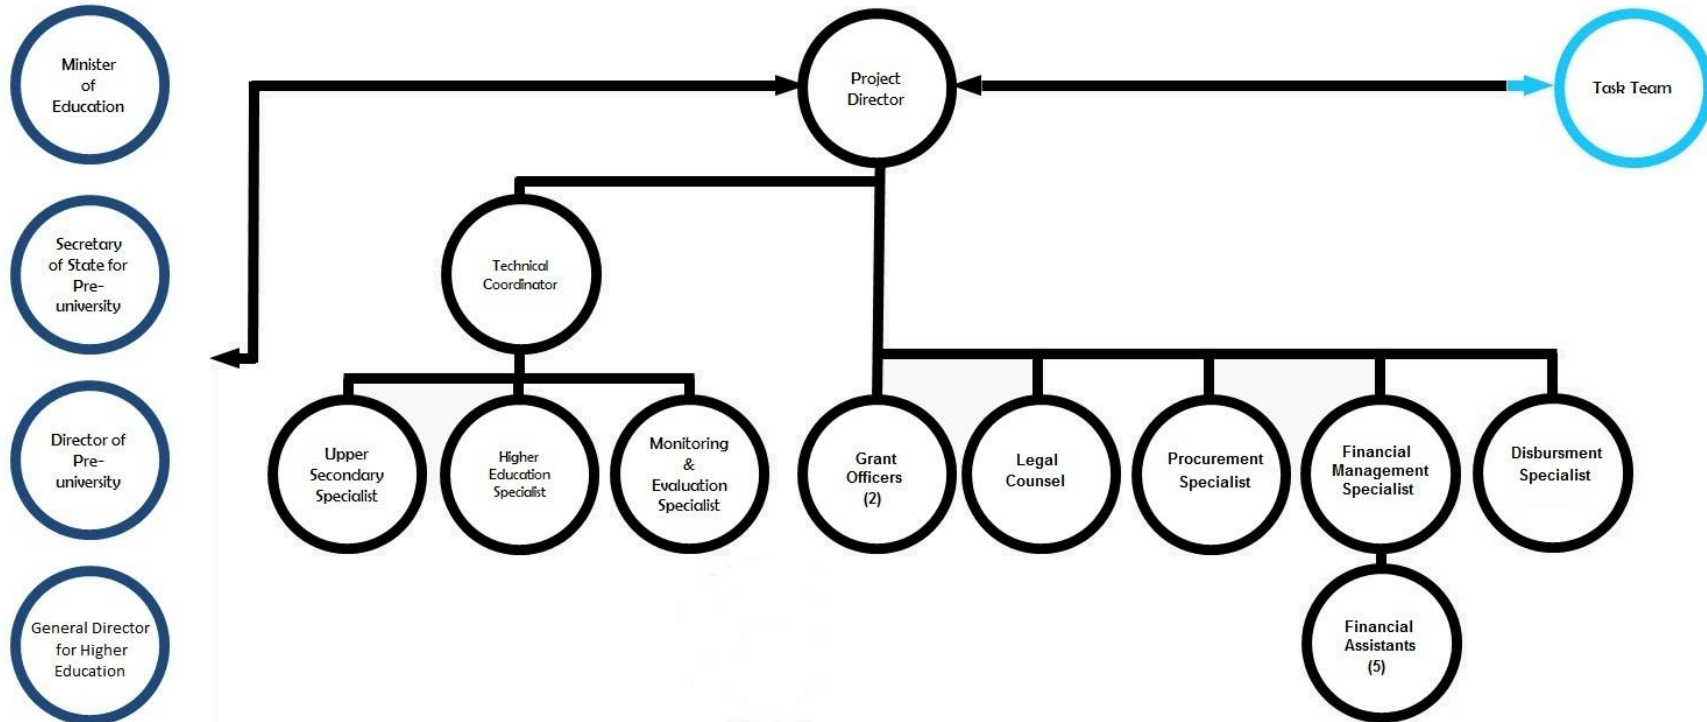 Minister
of
Education
Project
Director
Task Team
Secretary
of State for
Pre-
university
Technical
Coordinator
Director of
Pre-
university
Upper
Secondary
Specialist
Higher
Education
Specialist
Monitoring
&
Evaluation
Specialist
Grant
Officers
(2)
Legal
Counsel
Procurement
Specialist
Financial
Management
Specialist
Disbursment
Specialist
General Director
for Higher
Education
Financial
Assistants
(5)